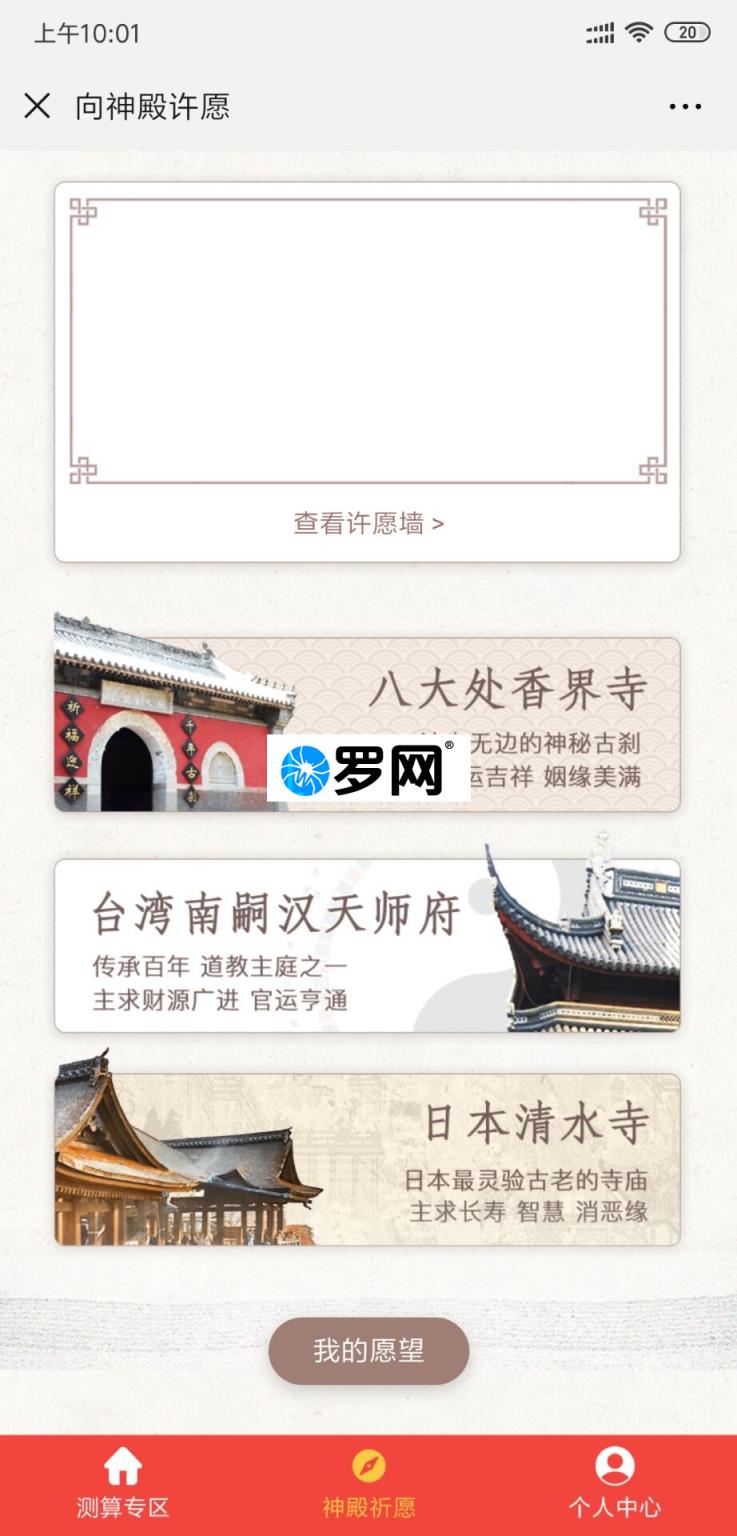 上午10:01
20
向神殿许愿
查看许愿墙 >
八大处香界寺
无边的神秘古刹
运吉祥 姻缘美满
祈福迎祥
千年古刹
罗网®
台湾南嗣汉天师府
传承百年 道教主庭之一
主求财源广进 官运亨通
日本清水寺
日本最灵验古老的寺庙
主求长寿 智慧 消恶缘
我的愿望
测算专区
神殿祈愿
个人中心